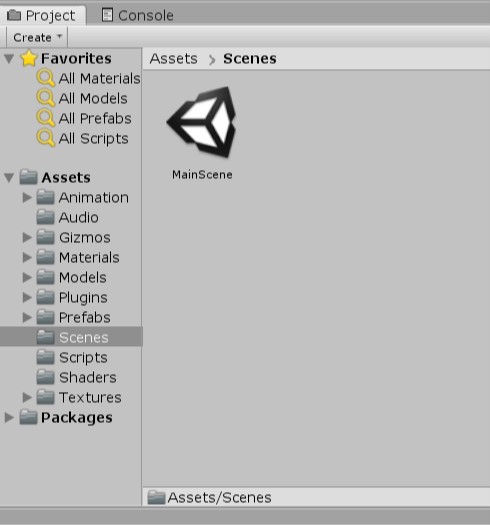 Project
Console
Create
Favorites
All Materials
All Models
All Prefabs
All Scripts
Assets
Animation
Audio
Gizmos
Materials
Models
Plugins
Prefabs
Scenes
Scripts
Shaders
Textures
Packages
Assets > Scenes
MainScene
Assets/Scenes